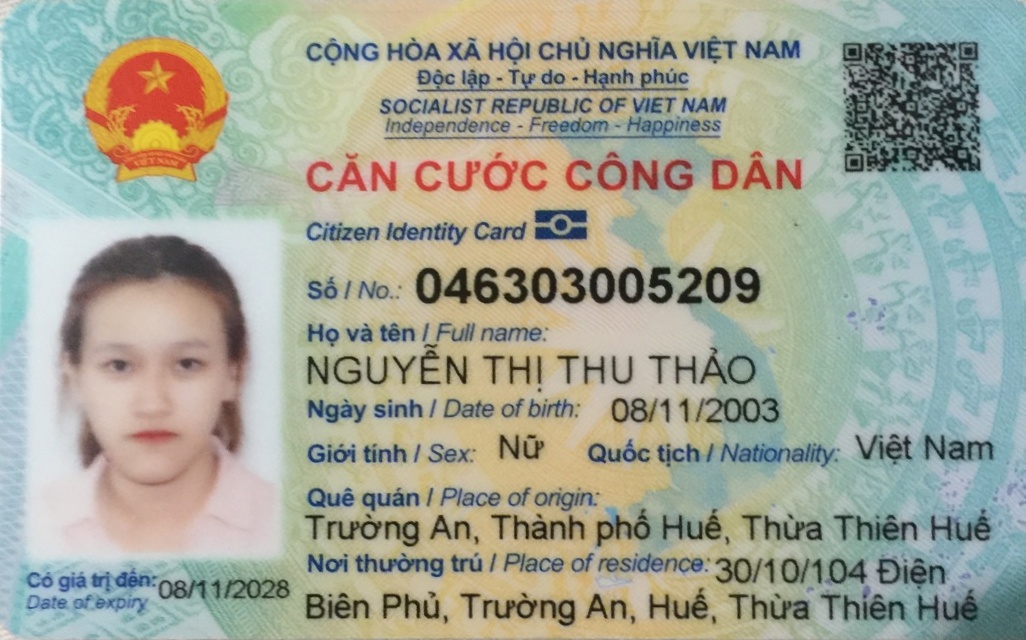 CỘNG HÒA XÃ HỘI CHỦ NGHĨA VIỆT NAM
Độc lập - Tự do - Hạnh phúc
SOCIALIST REPUBLIC OF VIET NAM
Independence - Freedom - Happiness
CĂN CƯỚC CÔNG DÂN
Citizen Identity Card
Số / No.: 046303005209
Họ và tên / Full name:
NGUYỄN THỊ THU THẢO
Ngày sinh / Date of birth: 08/11/2003
Giới tính / Sex: Nữ Quốc tịch / Nationality: Việt Nam
Quê quán / Place of origin:
Trường An, Thành phố Huế, Thừa Thiên Huế
Nơi thường trú / Place of residence: 30/10/104 Điện
Biên Phủ, Trường An, Huế, Thừa Thiên Huế
Có giá trị đến: 08/11/2028
Date of expiry
VIỆT NAM